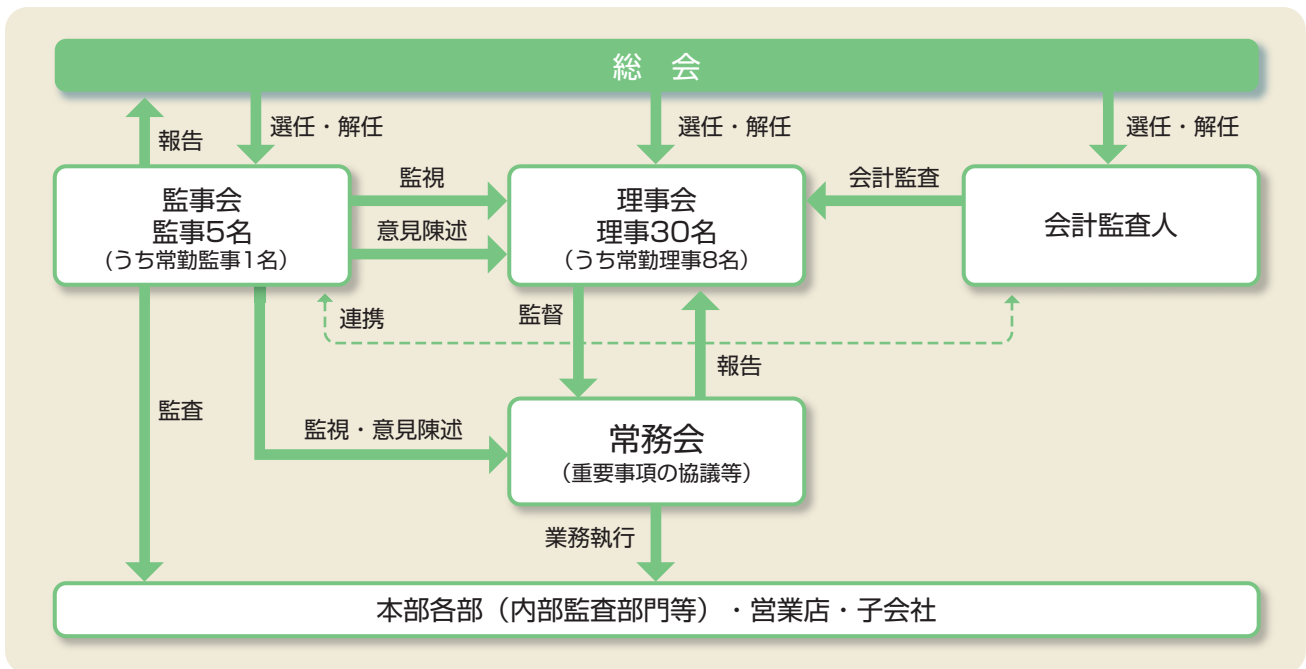 総　会
報告
選任・解任
選任・解任
選任・解任
監事会
監事5名
(うち常勤監事1名)
監視
意見陳述
理事会
理事30名
(うち常勤理事8名)
会計監査
会計監査人
連携
監督
報告
監査
監視・意見陳述
常務会
(重要事項の協議等)
業務執行
本部各部（内部監査部門等）・営業店・子会社